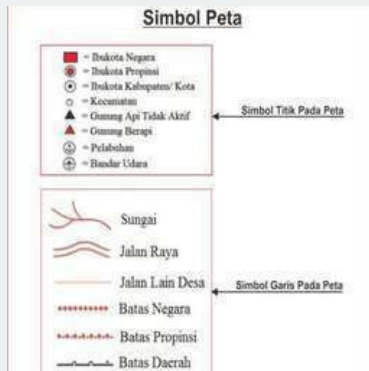 Simbol Peta
= Ibukota Negara
= Ibukota Propinsi
= Ibukota Kabupaten/ Kota
= Kecamatan
= Gunung Api Tidak Aktif
= Gunung Berapi
= Pelabuhan
= Bandar Udara
Simbol Titik Pada Peta
Sungai
Jalan Raya
Jalan Lain Desa
Batas Negara
Batas Propinsi
Batas Daerah
Simbol Garis Pada Peta